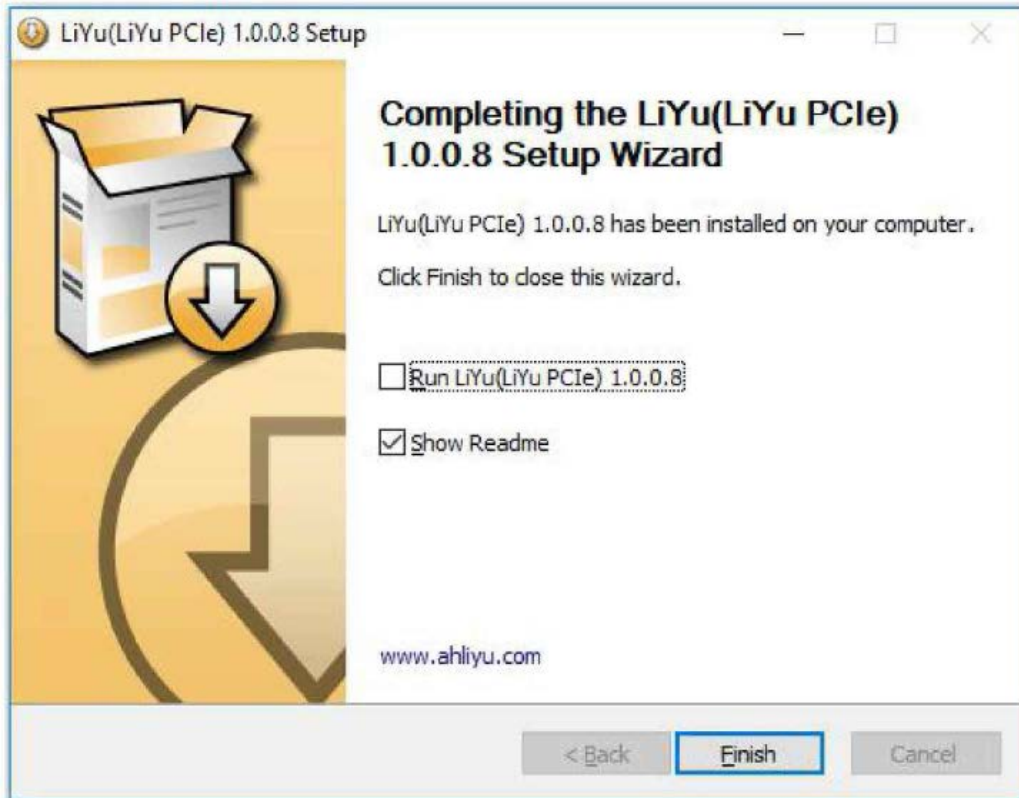 LiYu(LiYu PCIe) 1.0.0.8 Setup
Completing the LiYu(LiYu PCIe)
1.0.0.8 Setup Wizard
LiYu(LiYu PCIe) 1.0.0.8 has been installed on your computer.
Click Finish to close this wizard.
Run LiYu(LiYu PCIe) 1.0.0.8
Show Readme
www.ahliyu.com
< Back
Finish
Cancel